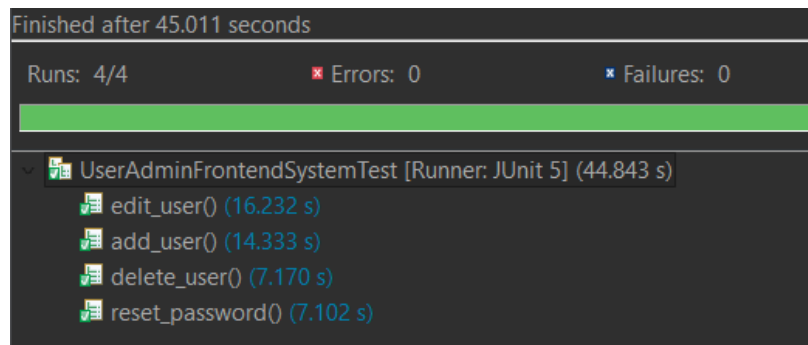 Finished after 45.011 seconds
Runs: 4/4 Errors: 0 Failures: 0
UserAdminFrontendSystemTest [Runner: JUnit 5] (44.843 s)
edit_user() (16.232 s)
add_user() (14.333 s)
delete_user() (7.170 s)
reset_password() (7.102 s)